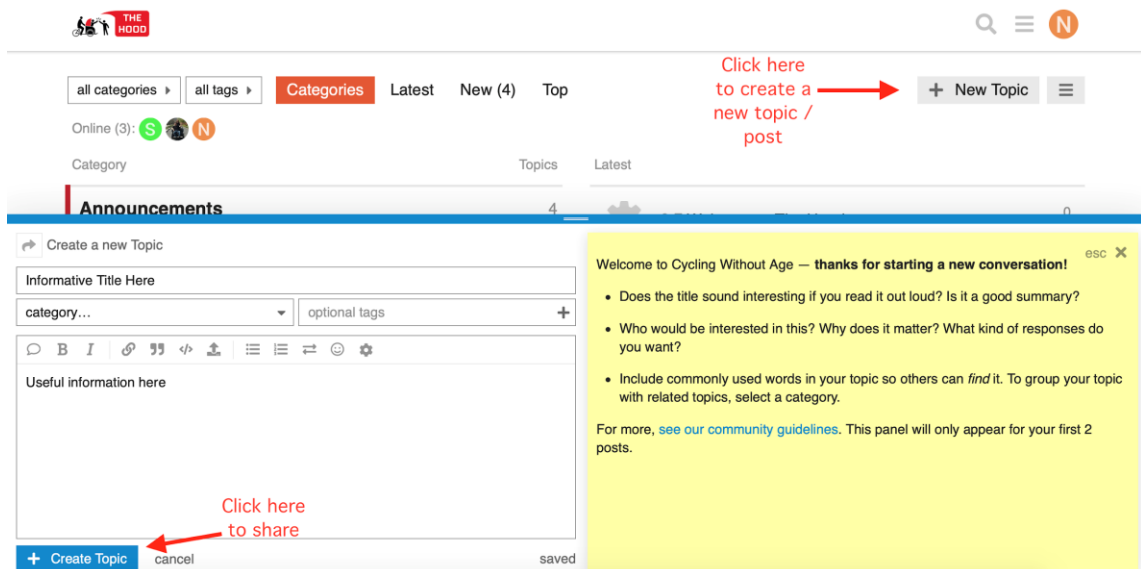 THE
HOOD
N
Click here
to create a
new topic /
post
all categories
all tags
Categories
Latest
New (4)
Top
+ New Topic
Online (3): S N
Category
Topics
Latest
Announcements
4
0
Create a new Topic
esc X
Informative Title Here
category...
optional tags
+
B I
Useful information here
Click here
to share
+ Create Topic
cancel
saved
Welcome to Cycling Without Age — thanks for starting a new conversation!
• Does the title sound interesting if you read it out loud? Is it a good summary?
• Who would be interested in this? Why does it matter? What kind of responses do
you want?
• Include commonly used words in your topic so others can find it. To group your topic
with related topics, select a category.
For more, see our community guidelines. This panel will only appear for your first 2
posts.